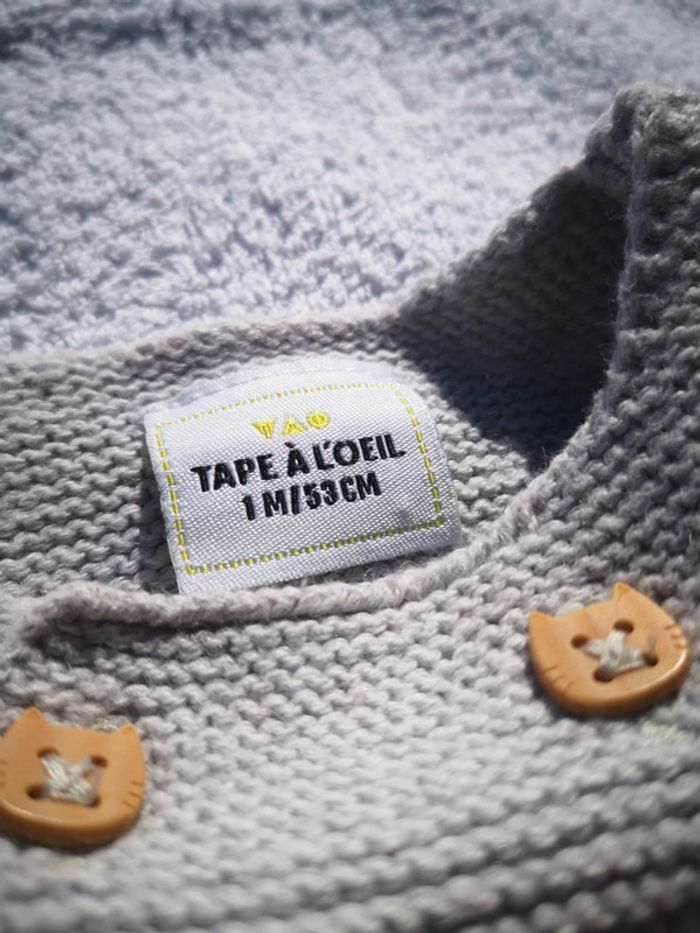 TAO
TAPE À L'OEIL
1 M/53CM